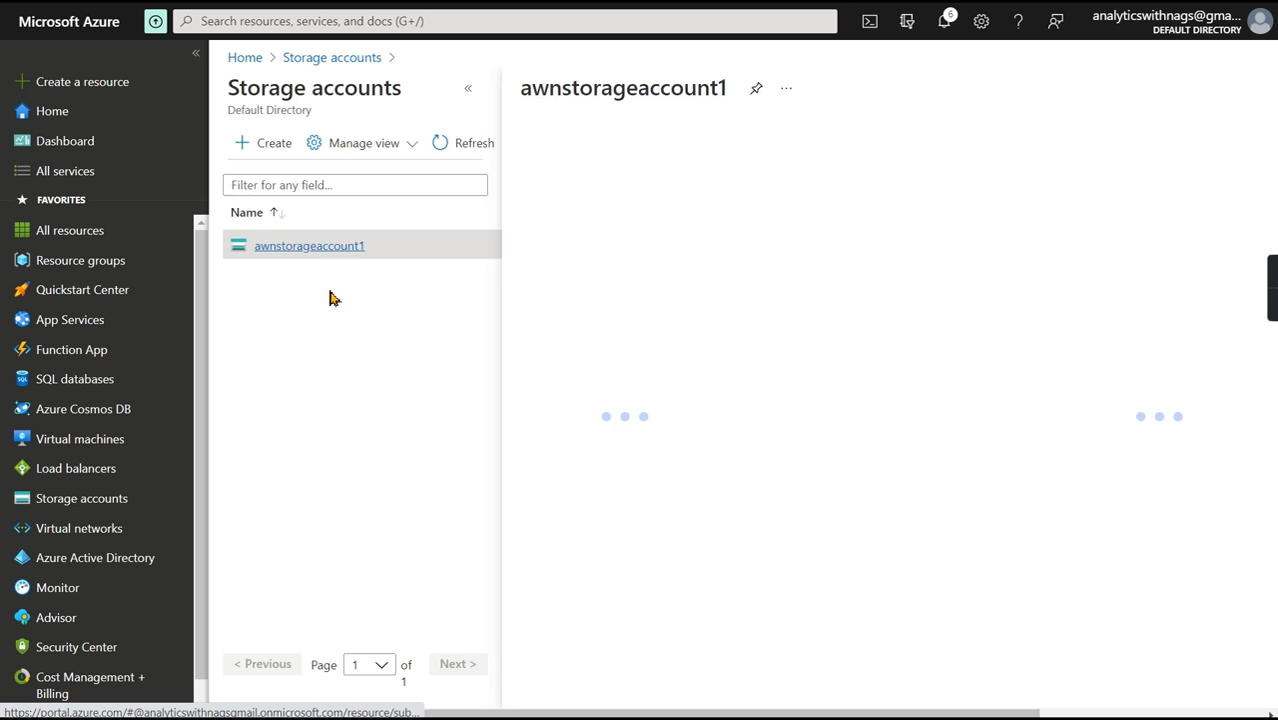 Microsoft Azure
Search resources, services, and docs (G+/)
6
analyticswithnags@gma...
DEFAULT DIRECTORY
Create a resource
Home
Dashboard
All services
FAVORITES
All resources
Resource groups
Quickstart Center
App Services
Function App
SQL databases
Azure Cosmos DB
Virtual machines
Load balancers
Storage accounts
Virtual networks
Azure Active Directory
Monitor
Advisor
Security Center
Cost Management +
Billing
Home > Storage accounts >
Storage accounts
Default Directory
Create Manage view Refresh
Filter for any field...
Name
awnstorageaccount1
< Previous Page 1 of
1
Next >
awnstorageaccount1
https://portal.azure.com/#@analyticswithnagsgmail.onmicrosoft.com/resource/sub...